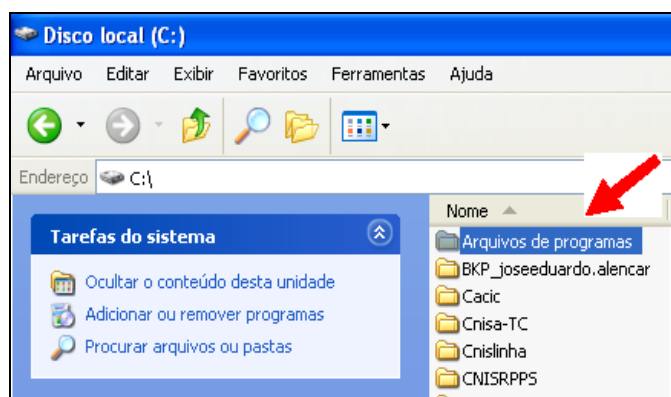 Disco local (C:)
Arquivo Editar Exibir Favoritos Ferramentas Ajuda
Endereço C:\
Tarefas do sistema
Ocultar o conteúdo desta unidade
Adicionar ou remover programas
Procurar arquivos ou pastas
Nome
Arquivos de programas
BKP_joseeduardo.alencar
Cacic
Cnisa-TC
Cnislinha
CNISRPPS